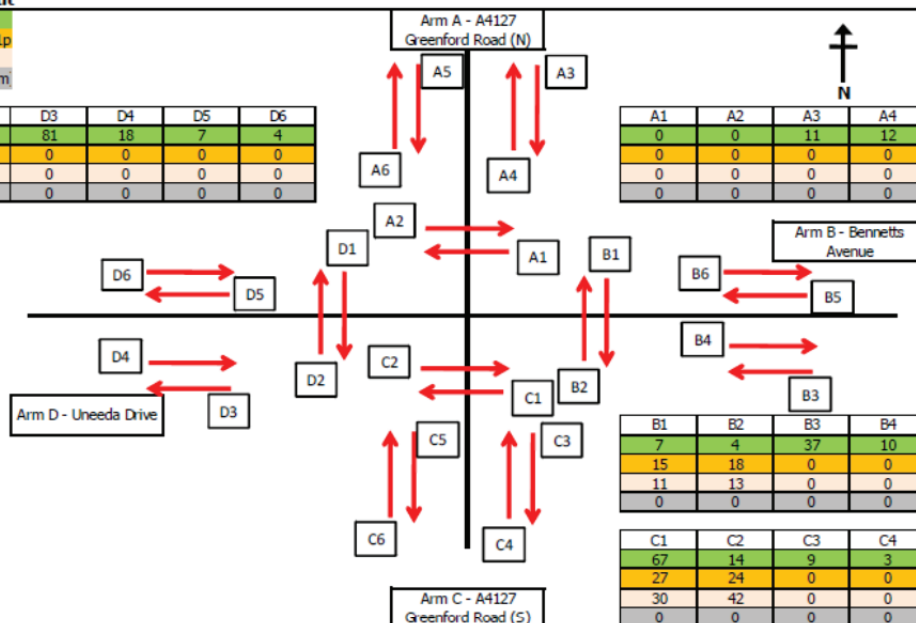 Arm A - A4127
Greenford Road (N)
A5
A3
N
D3 D4 D5 D6
81 18 7 4
0 0 0 0
0 0 0 0
0 0 0 0
A1 A2 A3 A4
0 0 11 12
0 0 0 0
0 0 0 0
0 0 0 0
A6
A4
A2
D1
A1
B1
Arm B - Bennetts
Avenue
D6
D5
B6
B5
D4
D2
C2
B4
Arm D - Uneeda Drive
D3
C1
B2
B3
B1 B2 B3 B4
7 4 37 10
15 18 0 0
11 13 0 0
0 0 0 0
C5
C3
C6
C4
C1 C2 C3 C4
67 14 9 3
27 24 0 0
30 42 0 0
0 0 0 0
Arm C - A4127
Greenford Road (S)